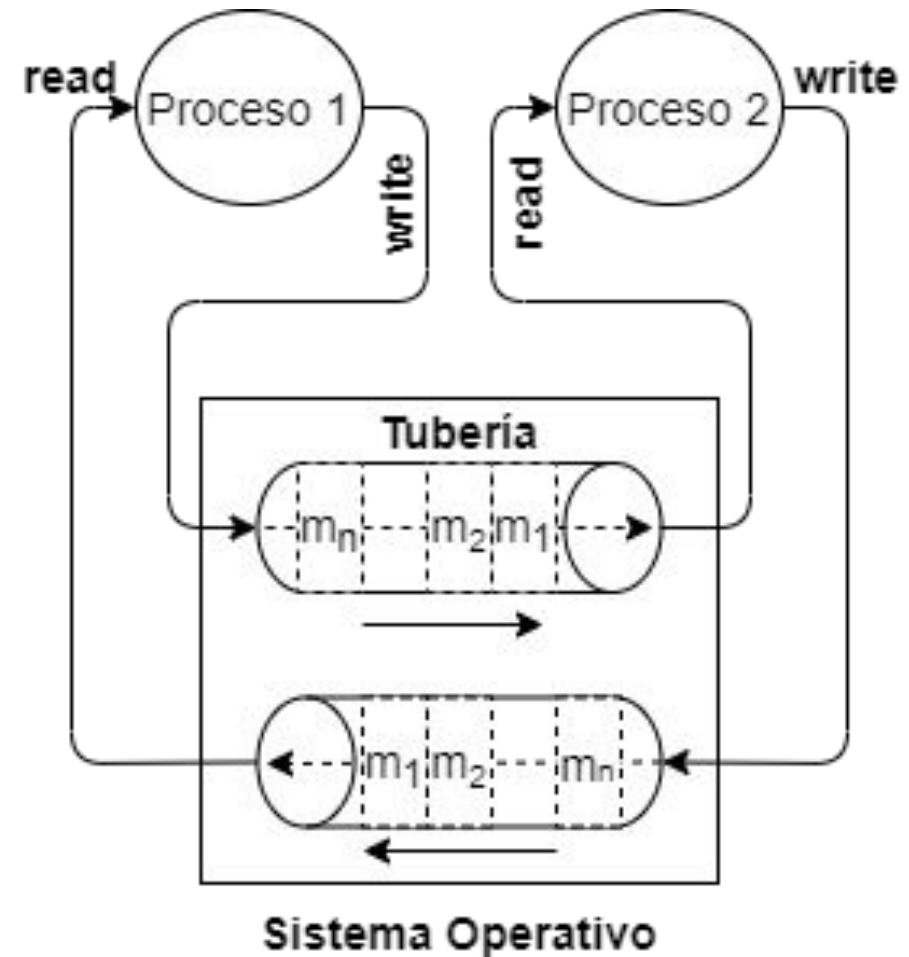 read
Proceso 1
write
read
Proceso 2
write
Tubería
mₙ m₂ m₁
m₁ m₂ mₙ
Sistema Operativo